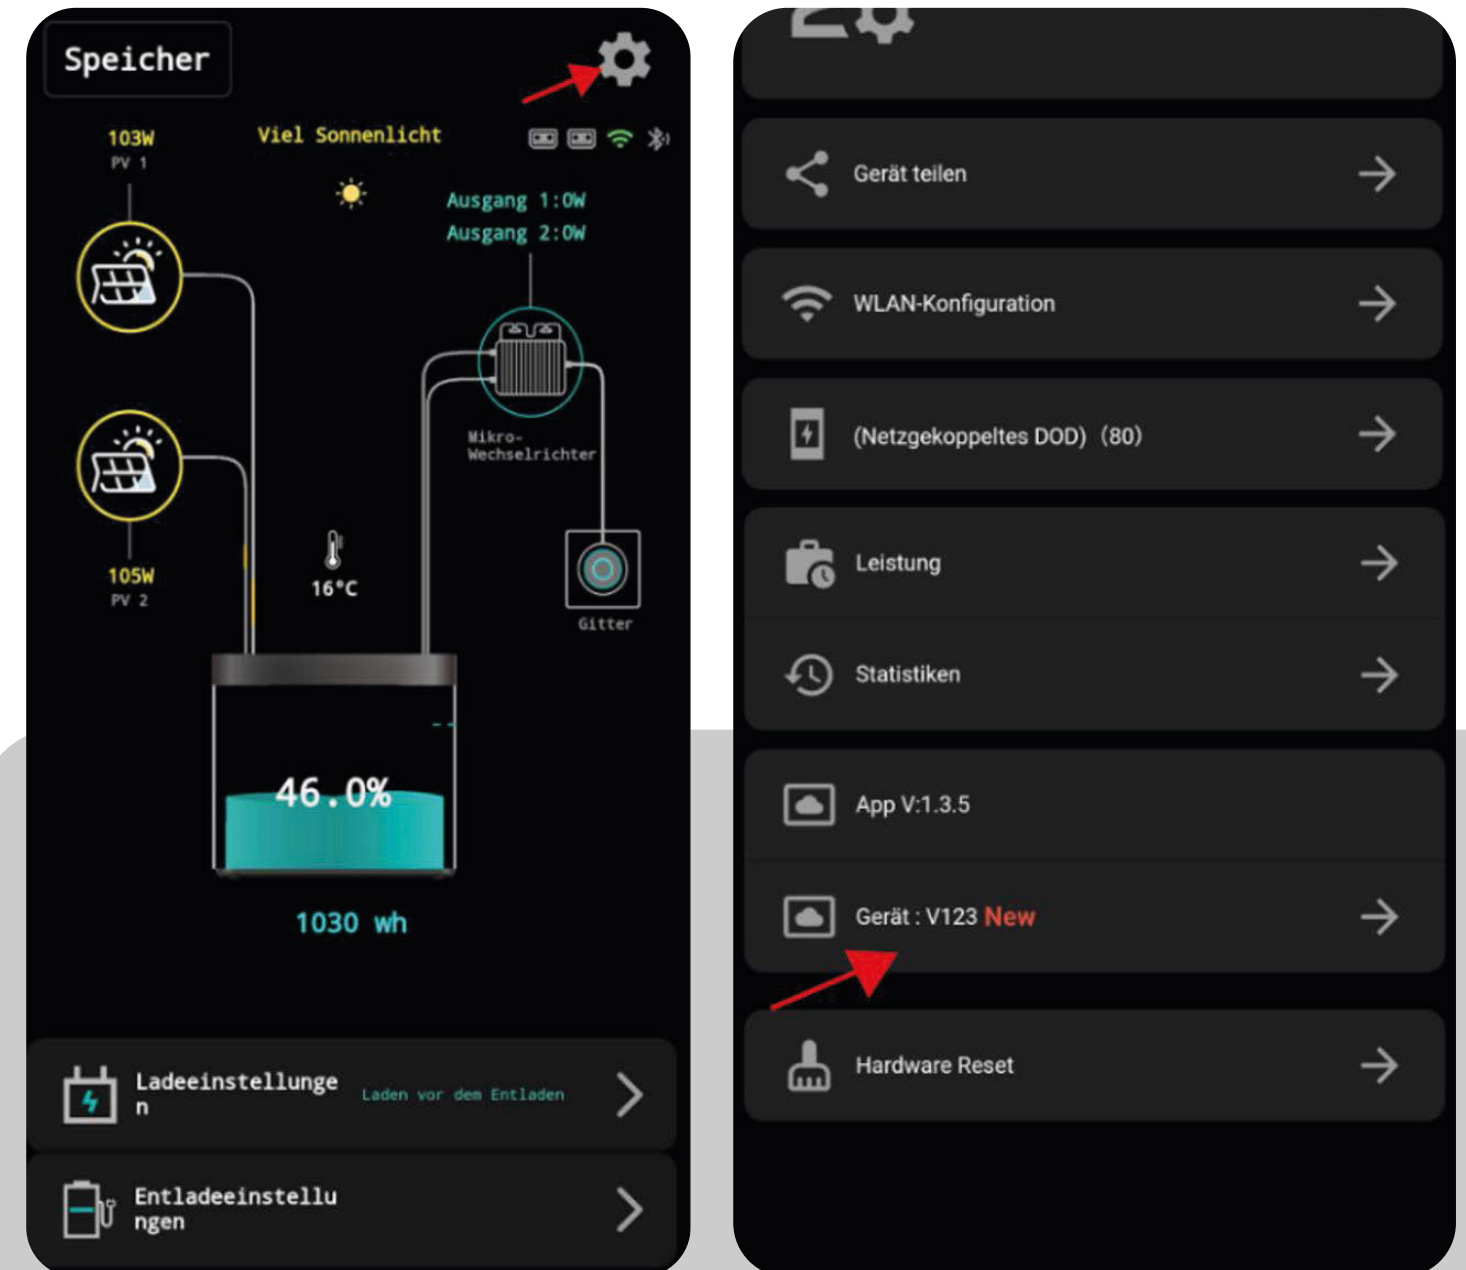 Speicher
103W
PV 1
Viel Sonnenlicht
Ausgang 1:0W
Ausgang 2:0W
Mikro-
Wechselrichter
105W
PV 2
16°C
Gitter
46.0%
1030 wh
Ladeeinstellunge
n
Laden vor dem Entladen
Entladeeinstellu
ngen
Gerät teilen
WLAN-Konfiguration
(Netzgekoppeltes DOD) (80)
Leistung
Statistiken
App V:1.3.5
Gerät : V123 New
Hardware Reset